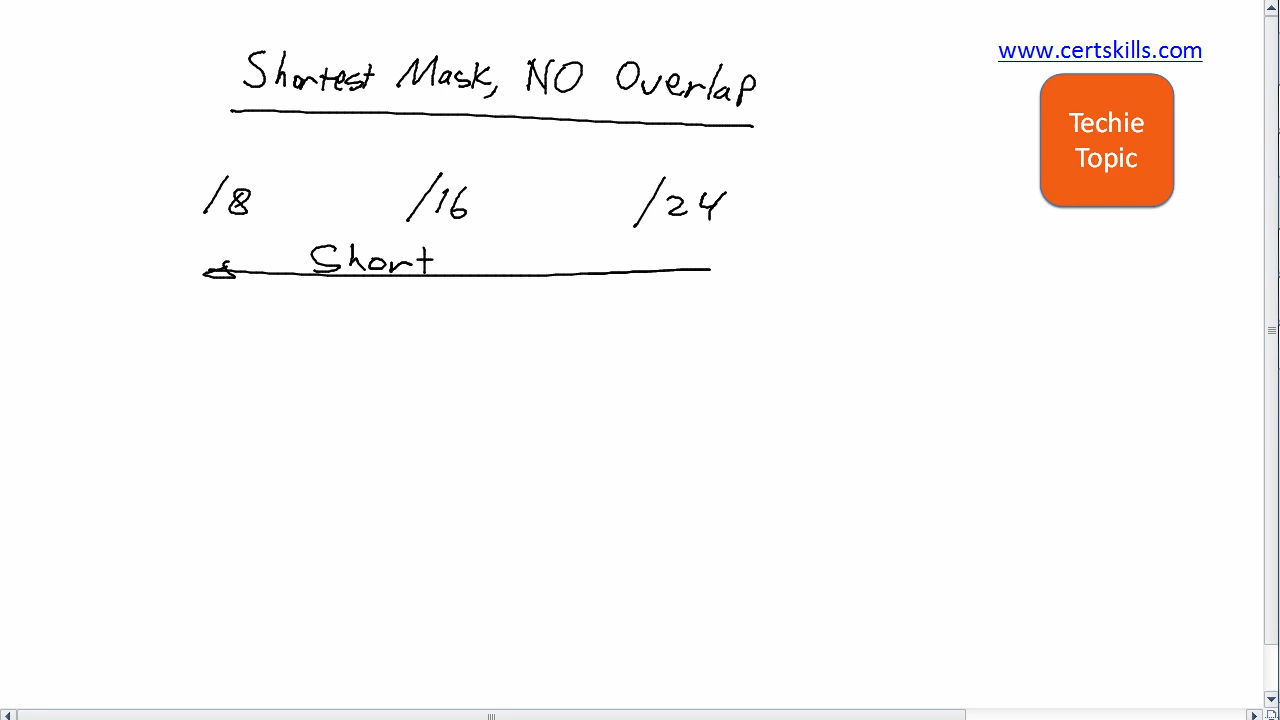 Shortest Mask, NO Overlap
www.certskills.com
Techie
Topic
/8 /16 /24
Short